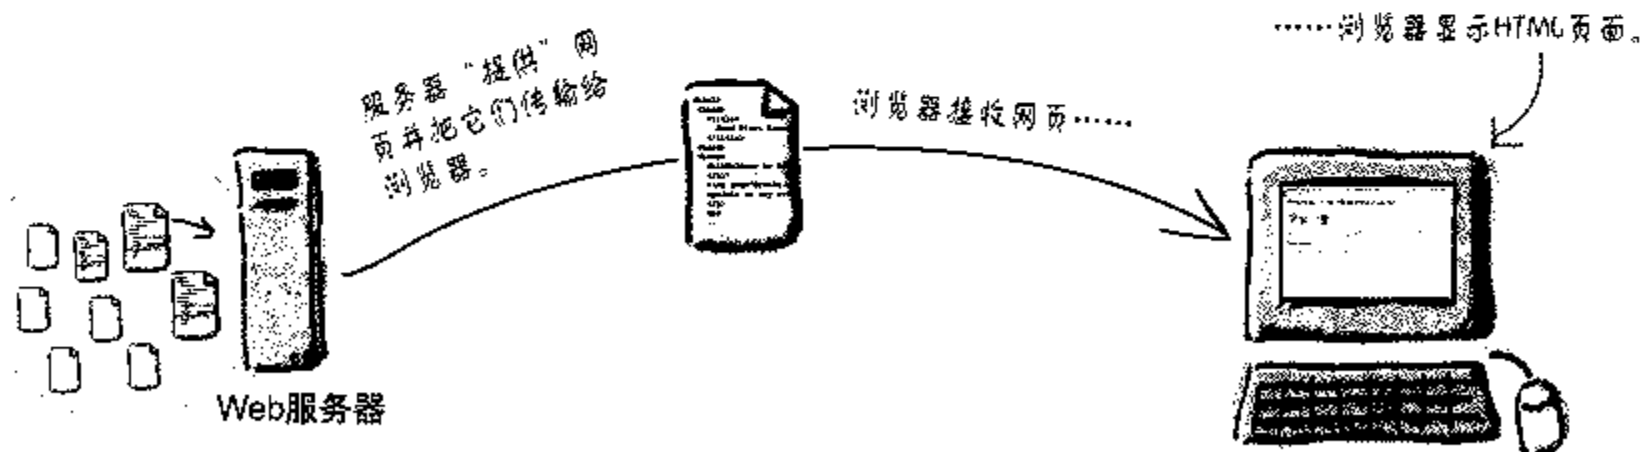 服务器“提供”网
页并把它们传输给
浏览器。
浏览器接收网页……
……浏览器显示HTML页面。
Web服务器